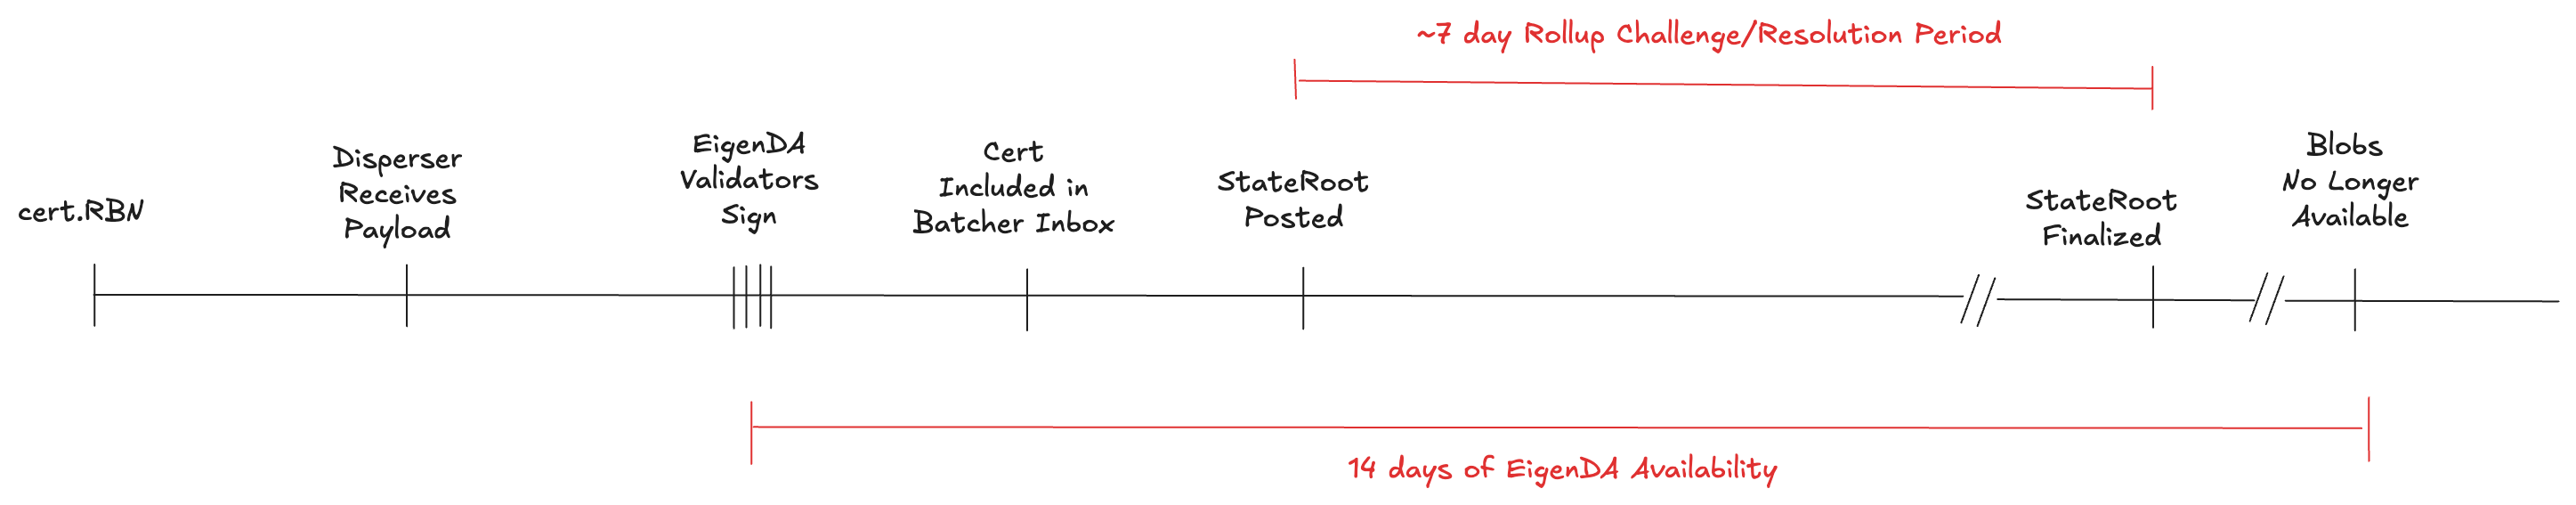 ~7 day Rollup Challenge/Resolution Period
cert.RBN
Disperser
Receives
Payload
EigenDA
Validators
Sign
Cert
Included in
Batcher Inbox
StateRoot
Posted
StateRoot
Finalized
Blobs
No Longer
Available
14 days of EigenDA Availability